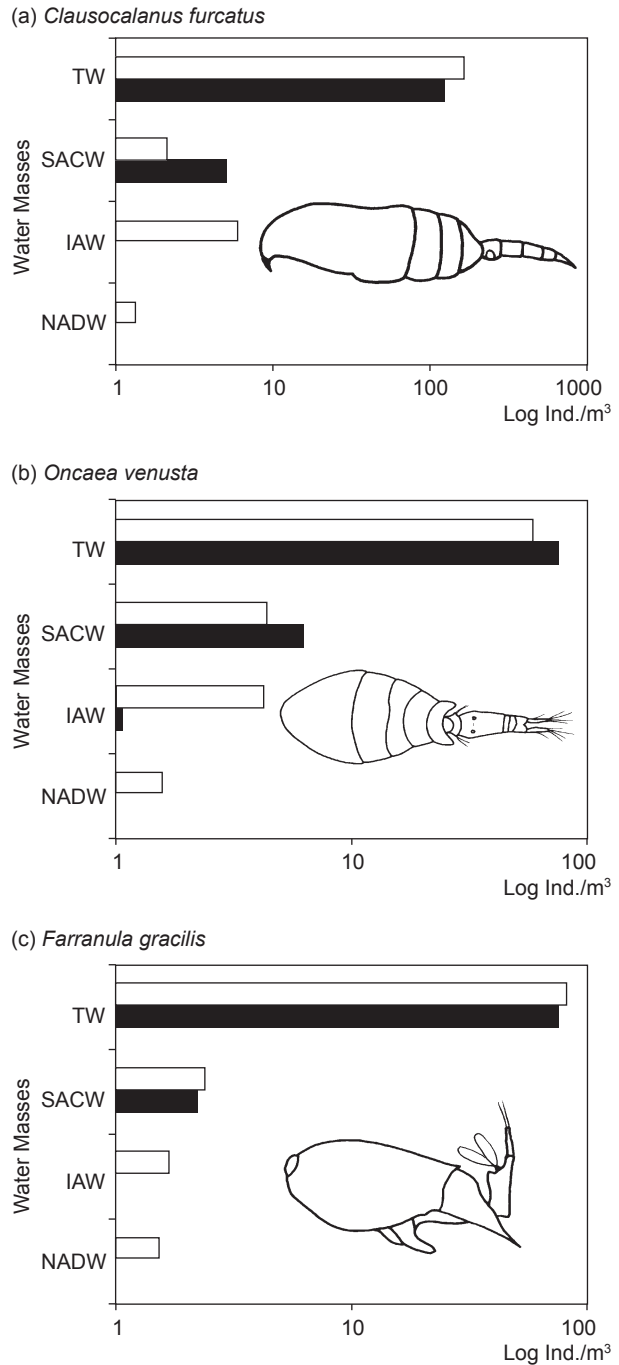 (a) Clausocalanus furcatus
TW
SACW
IAW
NADW
Water Masses
1 10 100 1000
Log Ind./m³
(b) Oncaea venusta
TW
SACW
IAW
NADW
Water Masses
1 10 100
Log Ind./m³
(c) Farranula gracilis
TW
SACW
IAW
NADW
Water Masses
1 10 100
Log Ind./m³